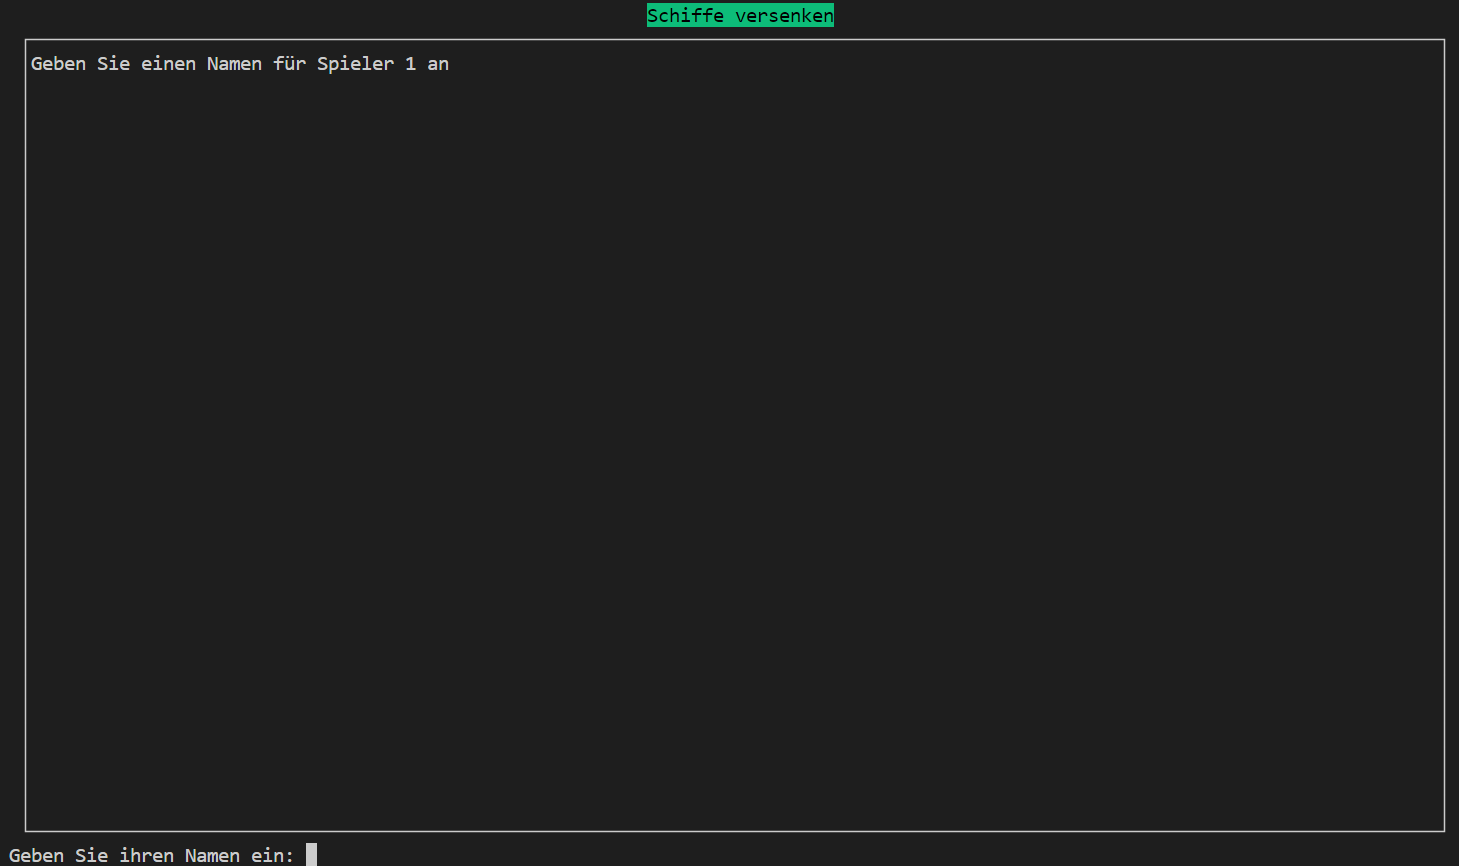 Schiffe versenken
Geben Sie einen Namen für Spieler 1 an
Geben Sie ihren Namen ein: